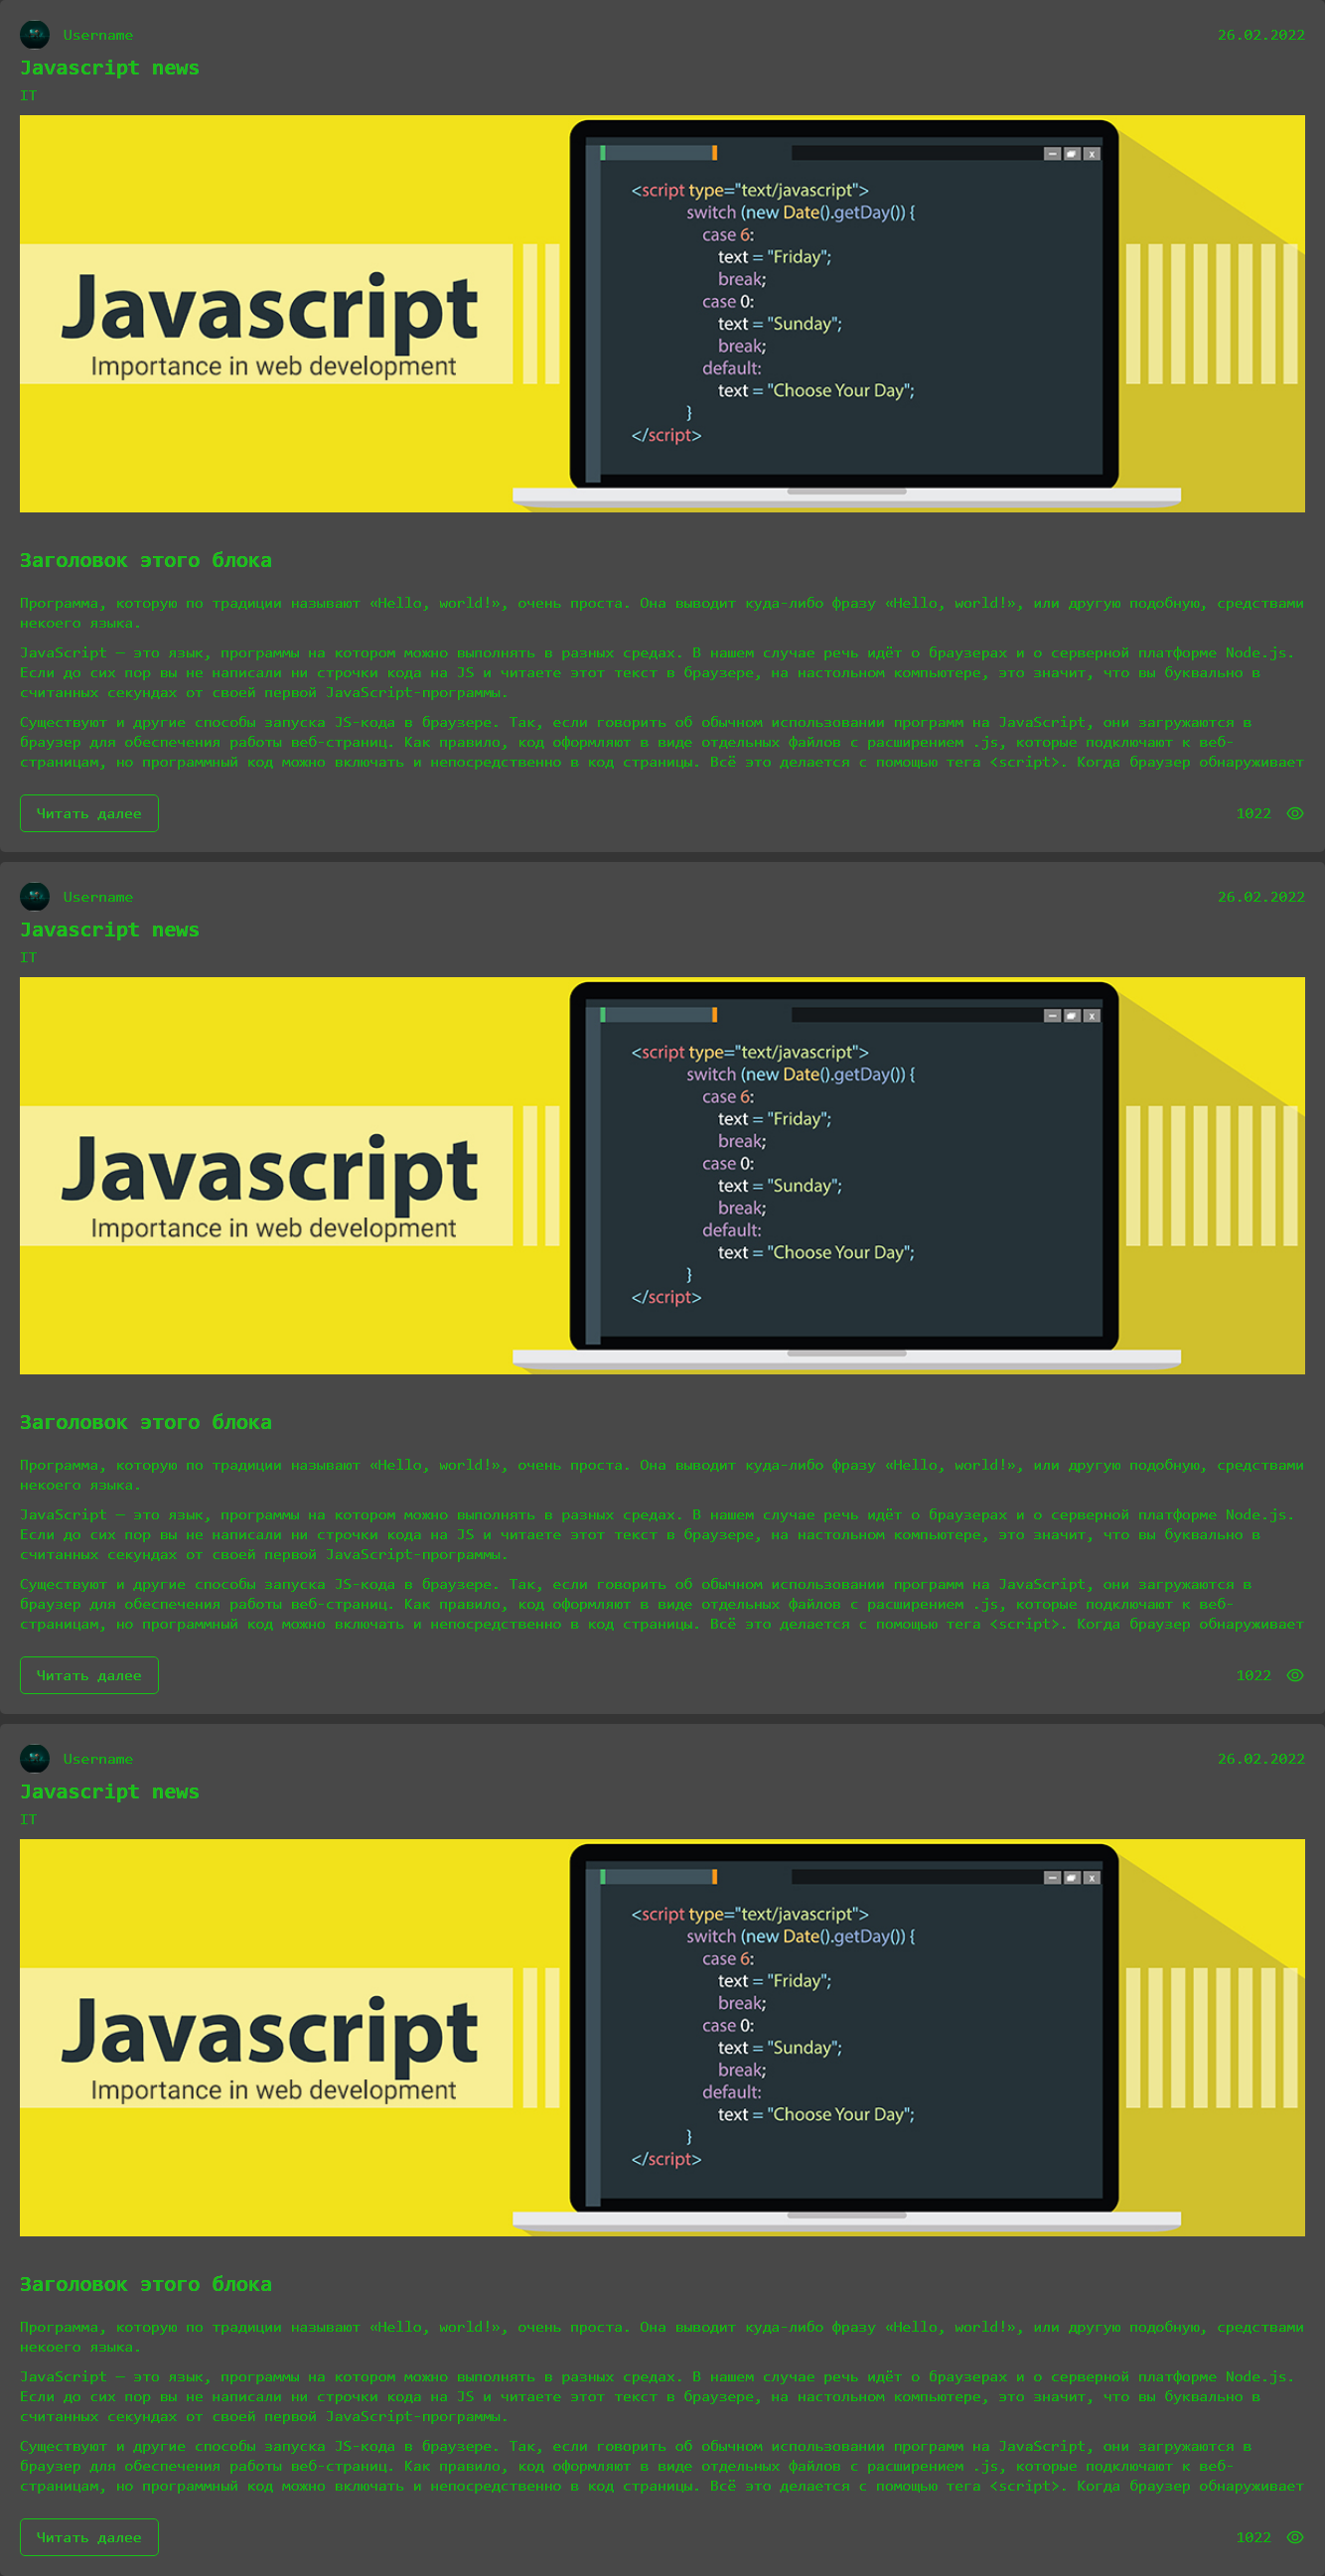 Username
26.02.2022
Javascript news
IT
<script type="text/javascript">
switch (new Date().getDay()) {
case 6:
text = "Friday";
break;
case 0:
text = "Sunday";
break;
default:
text = "Choose Your Day";
}
</script>
Javascript
Importance in web development
Заголовок этого блока
Программа, которую по традиции называют «Hello, world!», очень проста. Она выводит куда-либо фразу «Hello, world!», или другую подобную, средствами
некоего языка.
JavaScript — это язык, программы на котором можно выполнять в разных средах. В нашем случае речь идёт о браузерах и о серверной платформе Node.js.
Если до сих пор вы не написали ни строчки кода на JS и читаете этот текст в браузере, на настольном компьютере, это значит, что вы буквально в
считанных секундах от своей первой JavaScript-программы.
Существуют и другие способы запуска JS-кода в браузере. Так, если говорить об обычном использовании программ на JavaScript, они загружаются в
браузер для обеспечения работы веб-страниц. Как правило, код оформляют в виде отдельных файлов с расширением .js, которые подключают к веб-
страницам, но программный код можно включать и непосредственно в код страницы. Всё это делается с помощью тега <script>. Когда браузер обнаруживает
Читать далее
1022
Username
26.02.2022
Javascript news
IT
<script type="text/javascript">
switch (new Date().getDay()) {
case 6:
text = "Friday";
break;
case 0:
text = "Sunday";
break;
default:
text = "Choose Your Day";
}
</script>
Javascript
Importance in web development
Заголовок этого блока
Программа, которую по традиции называют «Hello, world!», очень проста. Она выводит куда-либо фразу «Hello, world!», или другую подобную, средствами
некоего языка.
JavaScript — это язык, программы на котором можно выполнять в разных средах. В нашем случае речь идёт о браузерах и о серверной платформе Node.js.
Если до сих пор вы не написали ни строчки кода на JS и читаете этот текст в браузере, на настольном компьютере, это значит, что вы буквально в
считанных секундах от своей первой JavaScript-программы.
Существуют и другие способы запуска JS-кода в браузере. Так, если говорить об обычном использовании программ на JavaScript, они загружаются в
браузер для обеспечения работы веб-страниц. Как правило, код оформляют в виде отдельных файлов с расширением .js, которые подключают к веб-
страницам, но программный код можно включать и непосредственно в код страницы. Всё это делается с помощью тега <script>. Когда браузер обнаруживает
Читать далее
1022
Username
26.02.2022
Javascript news
IT
<script type="text/javascript">
switch (new Date().getDay()) {
case 6:
text = "Friday";
break;
case 0:
text = "Sunday";
break;
default:
text = "Choose Your Day";
}
</script>
Javascript
Importance in web development
Заголовок этого блока
Программа, которую по традиции называют «Hello, world!», очень проста. Она выводит куда-либо фразу «Hello, world!», или другую подобную, средствами
некоего языка.
JavaScript — это язык, программы на котором можно выполнять в разных средах. В нашем случае речь идёт о браузерах и о серверной платформе Node.js.
Если до сих пор вы не написали ни строчки кода на JS и читаете этот текст в браузере, на настольном компьютере, это значит, что вы буквально в
считанных секундах от своей первой JavaScript-программы.
Существуют и другие способы запуска JS-кода в браузере. Так, если говорить об обычном использовании программ на JavaScript, они загружаются в
браузер для обеспечения работы веб-страниц. Как правило, код оформляют в виде отдельных файлов с расширением .js, которые подключают к веб-
страницам, но программный код можно включать и непосредственно в код страницы. Всё это делается с помощью тега <script>. Когда браузер обнаруживает
Читать далее
1022